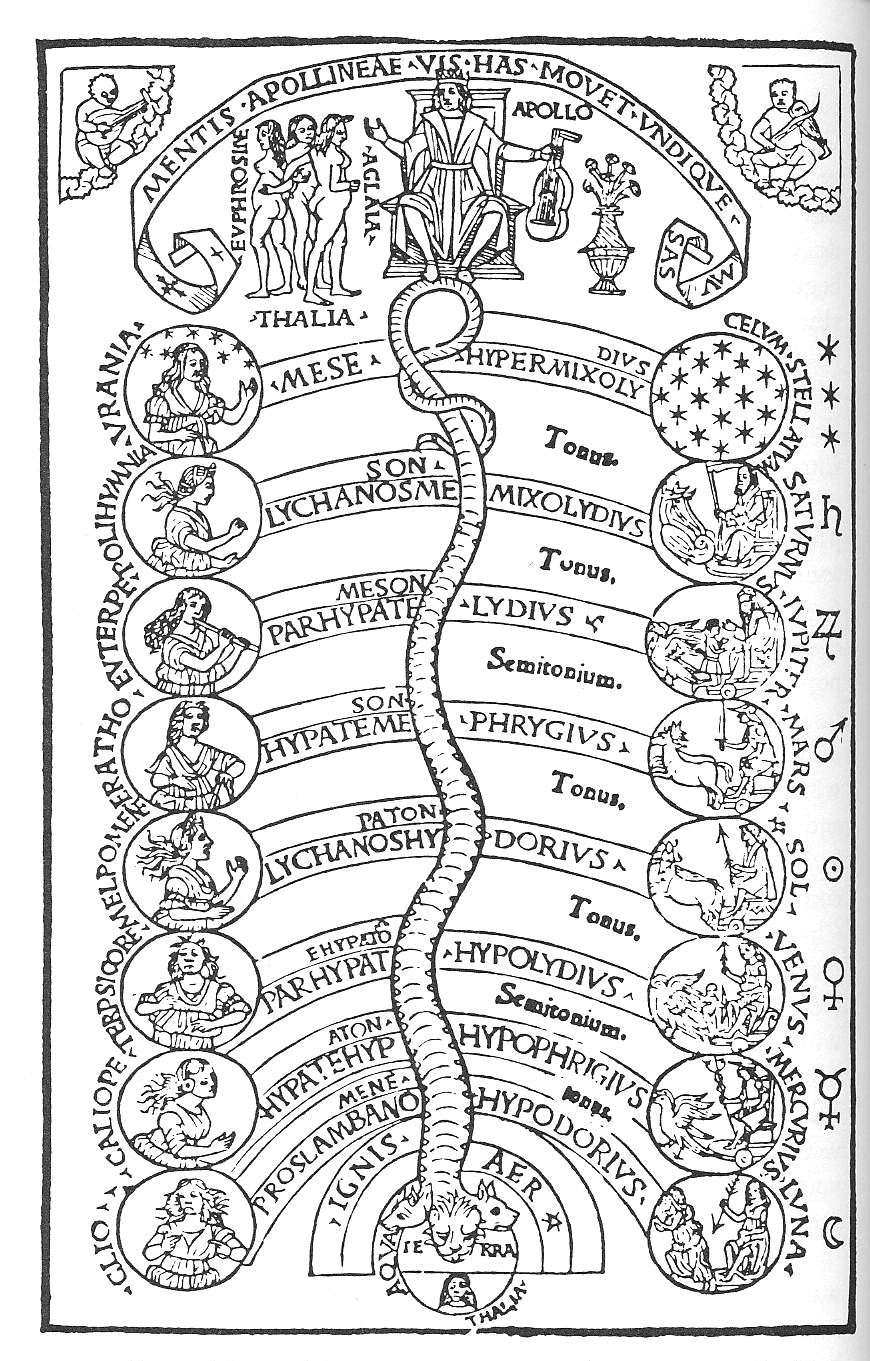 MENTIS · APOLLINEAE · VIS · HAS · MOVET · VNDIQVE
MVSAS
EVPHROSINE
AGLAIA
THALIA
APOLLO
VRANIA
MESE
DIVS
HYPERMIXOLY
CELVM · STELLATVM
Tonus.
POLIHYMNIA
SON
LYCHANOSME
MIXOLYDIVS
SATVRNVS
♄
Tonus.
EVTERPE
MESON
PARHYPATE
LYDIVS
IVPITER
♃
Semitonium.
ERATHO
SON
HYPATEME
PHRYGIVS
MARS
♂
Tonus.
MELPOMENE
PATON
LYCHANOSHY
DORIVS
SOL
☉
Tonus.
TERPSICORE
EHYPATO
PARHYPAT
HYPOLYDIVS
VENVS
♀
Semitonium.
CALIOPE
ATON
HYPATEHYP
HYPOPHRIGIVS
MERCVRIVS
☿
Tonus.
CLIO
MENE
PROSLAMBANO
HYPODORIVS
LVNA
☾
IGNIS
AER
AQVA
TE
RRA
THALIA